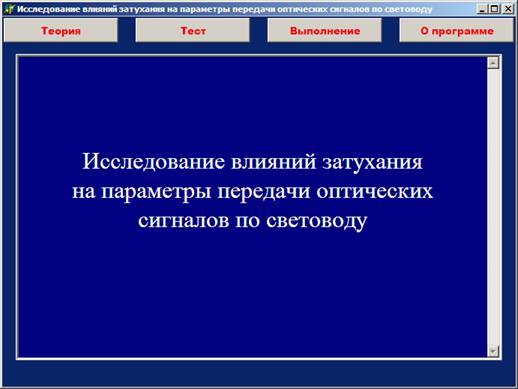 Исследование влияний затухания на параметры передачи оптических сигналов по световоду
Теория Тест Выполнение О программе
Исследование влияний затухания
на параметры передачи оптических
сигналов по световоду